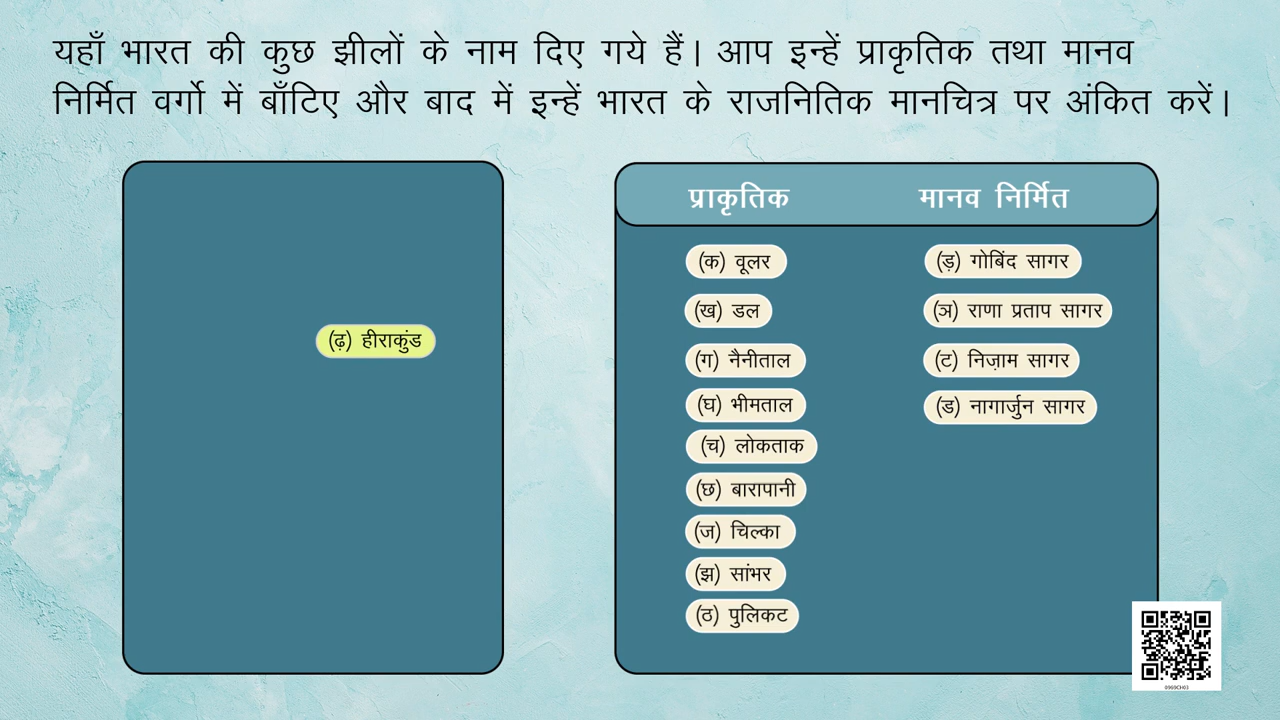 यहाँ भारत की कुछ झीलों के नाम दिए गये हैं। आप इन्हें प्राकृतिक तथा मानव
निर्मित वर्गो में बाँटिए और बाद में इन्हें भारत के राजनितिक मानचित्र पर अंकित करें।
प्राकृतिक मानव निर्मित
(क) वूलर (ड़) गोबिंद सागर
(ख) डल (ञ) राणा प्रताप सागर
(ढ़) हीराकुंड
(ग) नैनीताल (ट) निज़ाम सागर
(घ) भीमताल (ड) नागार्जुन सागर
(च) लोकताक
(छ) बारापानी
(ज) चिल्का
(झ) सांभर
(ठ) पुलिकट
0969CH03